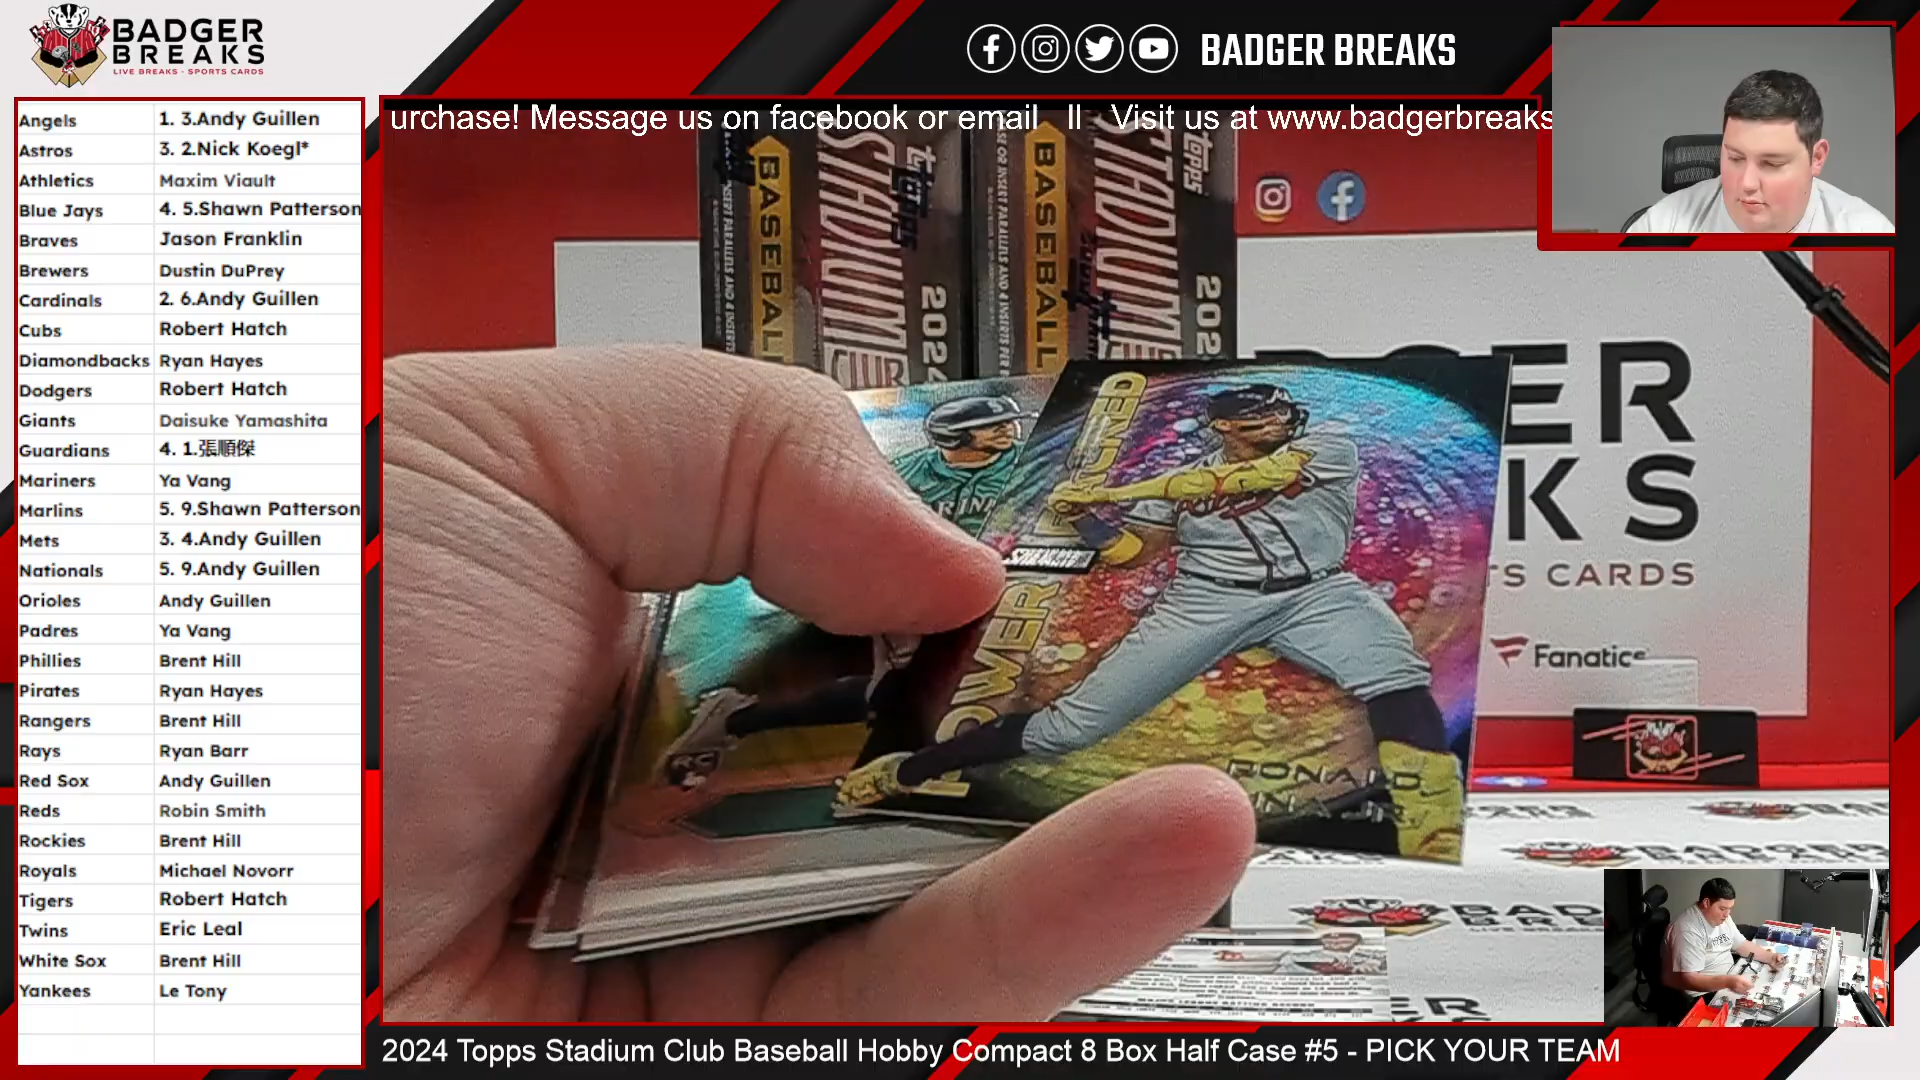 BADGER
BREAKS
LIVE BREAKS - SPORTS CARDS
BADGER BREAKS
urchase! Message us on facebook or email ll Visit us at www.badgerbreaks
Angels 1. 3.Andy Guillen
Astros 3. 2.Nick Koegl*
Athletics Maxim Viault
Blue Jays 4. 5.Shawn Patterson
Braves Jason Franklin
Brewers Dustin DuPrey
Cardinals 2. 6.Andy Guillen
Cubs Robert Hatch
Diamondbacks Ryan Hayes
Dodgers Robert Hatch
Giants Daisuke Yamashita
Guardians 4. 1.張順傑
Mariners Ya Vang
Marlins 5. 9.Shawn Patterson
Mets 3. 4.Andy Guillen
Nationals 5. 9.Andy Guillen
Orioles Andy Guillen
Padres Ya Vang
Phillies Brent Hill
Pirates Ryan Hayes
Rangers Brent Hill
Rays Ryan Barr
Red Sox Andy Guillen
Reds Robin Smith
Rockies Brent Hill
Royals Michael Novorr
Tigers Robert Hatch
Twins Eric Leal
White Sox Brent Hill
Yankees Le Tony
BASEBALL
STADIUM
topps
2024
BASEBALL
STADIUM
topps
202
ER
KS
TS CARDS
Fanatics
POWER
RONALD
2024 Topps Stadium Club Baseball Hobby Compact 8 Box Half Case #5 - PICK YOUR TEAM